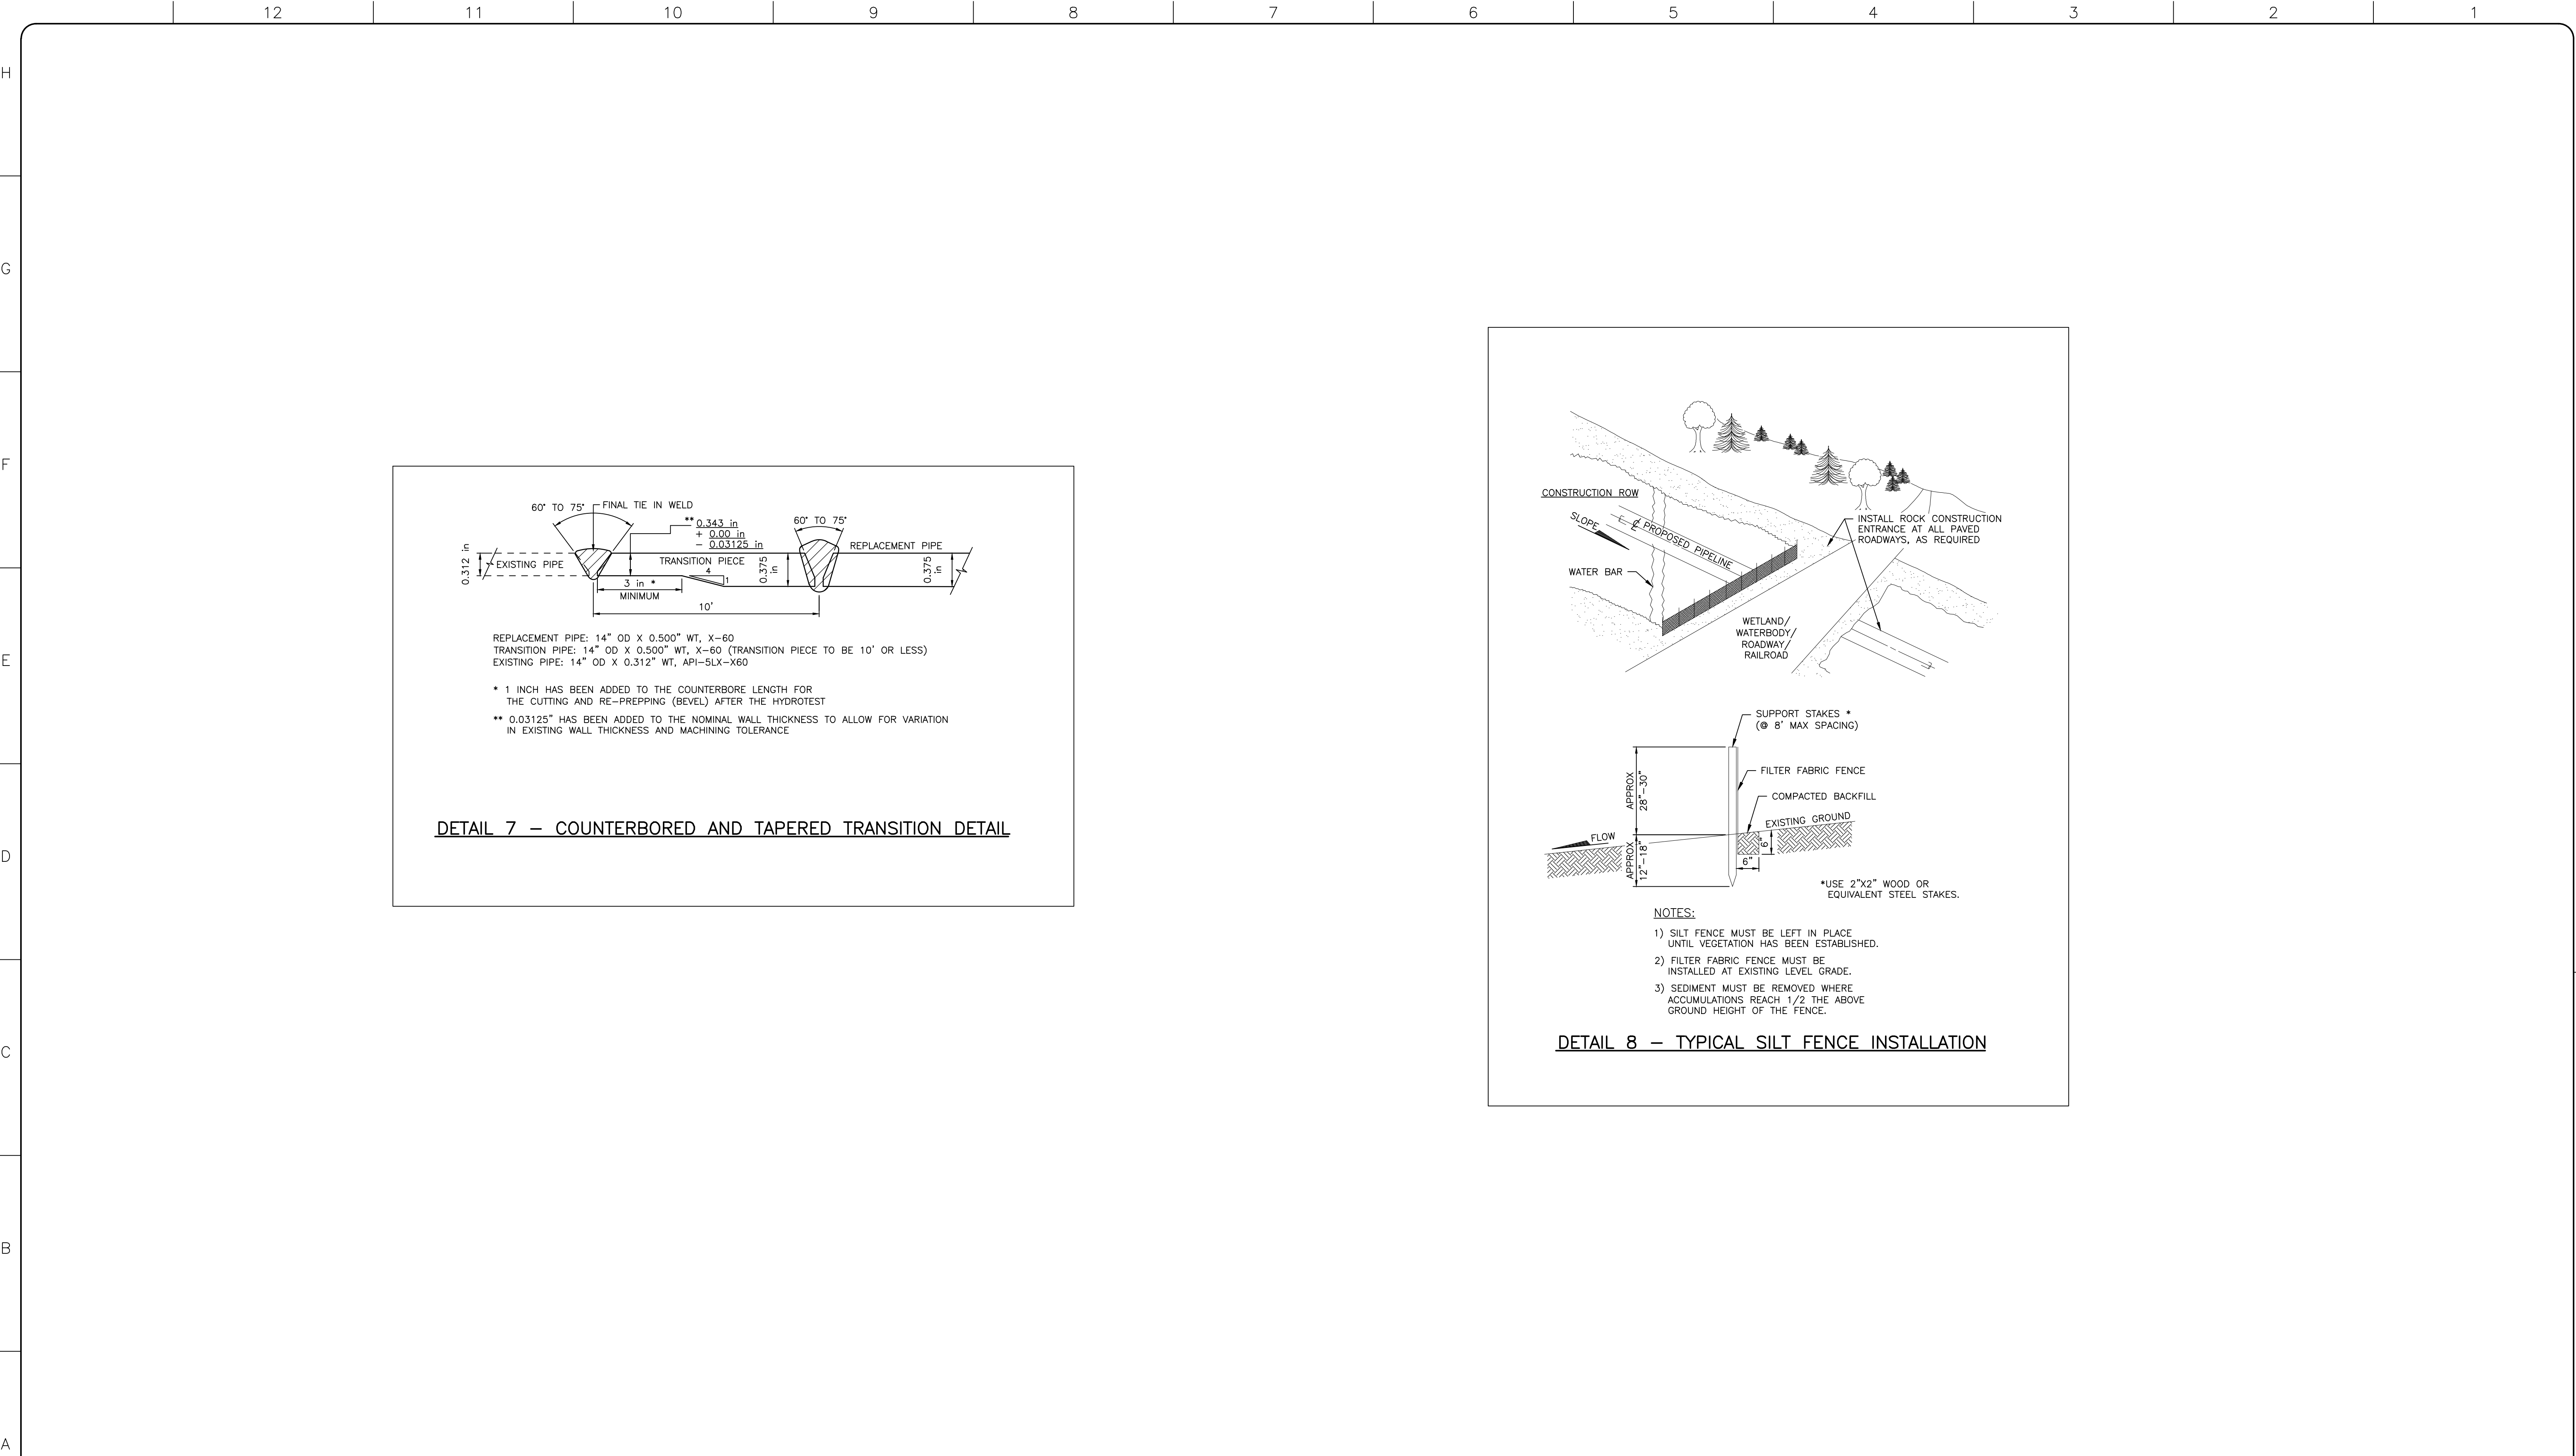 12 11 10 9 8 7 6 5 4 3 2 1
H
G
F
E
D
C
B
A
60° TO 75°
FINAL TIE IN WELD
** 0.343 in
+ 0.00 in
- 0.03125 in
60° TO 75°
REPLACEMENT PIPE
0.312 in
EXISTING PIPE
TRANSITION PIECE
4
1
0.375
in
0.375
in
3 in *
MINIMUM
10'
REPLACEMENT PIPE: 14" OD X 0.500" WT, X-60
TRANSITION PIPE: 14" OD X 0.500" WT, X-60 (TRANSITION PIECE TO BE 10' OR LESS)
EXISTING PIPE: 14" OD X 0.312" WT, API-5LX-X60
* 1 INCH HAS BEEN ADDED TO THE COUNTERBORE LENGTH FOR
THE CUTTING AND RE-PREPPING (BEVEL) AFTER THE HYDROTEST
** 0.03125" HAS BEEN ADDED TO THE NOMINAL WALL THICKNESS TO ALLOW FOR VARIATION
IN EXISTING WALL THICKNESS AND MACHINING TOLERANCE
DETAIL 7 - COUNTERBORED AND TAPERED TRANSITION DETAIL
CONSTRUCTION ROW
SLOPE
℄ PROPOSED PIPELINE
INSTALL ROCK CONSTRUCTION
ENTRANCE AT ALL PAVED
ROADWAYS, AS REQUIRED
WATER BAR
WETLAND/
WATERBODY/
ROADWAY/
RAILROAD
SUPPORT STAKES *
(@ 8' MAX SPACING)
APPROX
28"-30"
FILTER FABRIC FENCE
COMPACTED BACKFILL
EXISTING GROUND
FLOW
APPROX
12"-18"
6"
6"
*USE 2"X2" WOOD OR
EQUIVALENT STEEL STAKES.
NOTES:
1) SILT FENCE MUST BE LEFT IN PLACE
UNTIL VEGETATION HAS BEEN ESTABLISHED.
2) FILTER FABRIC FENCE MUST BE
INSTALLED AT EXISTING LEVEL GRADE.
3) SEDIMENT MUST BE REMOVED WHERE
ACCUMULATIONS REACH 1/2 THE ABOVE
GROUND HEIGHT OF THE FENCE.
DETAIL 8 - TYPICAL SILT FENCE INSTALLATION